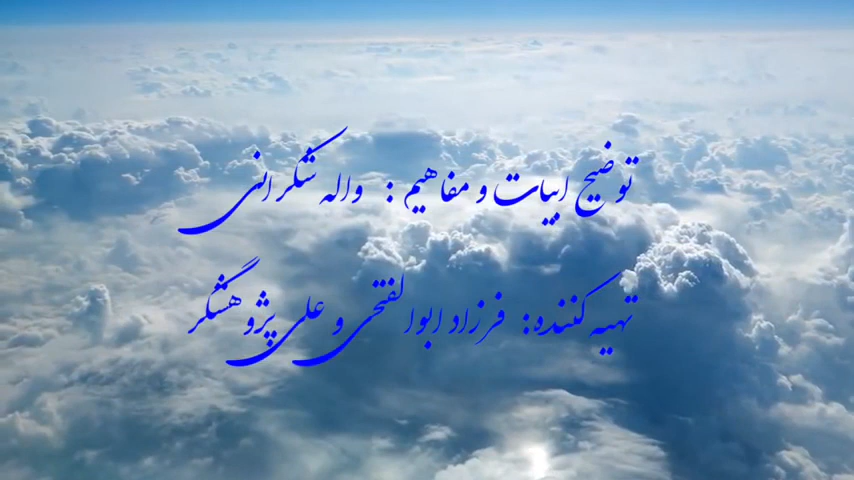 توضیح ابیات و مفاهیم : واله شکرانی
تهیه کننده: فرزاد ابوالفتحی و علی پژوهشگر